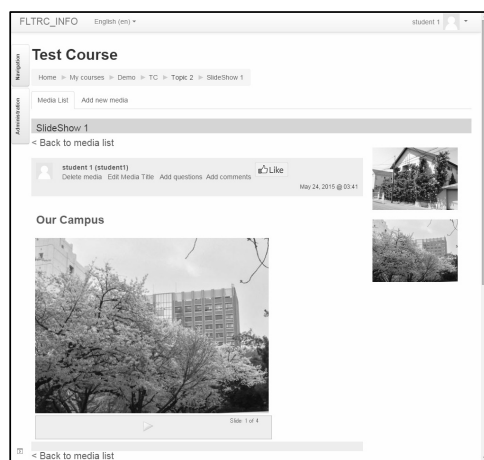 FLTRC_INFO English (en) student 1
Navigation
Administration
Test Course
Home ► My courses ► Demo ► TC ► Topic 2 ► SlideShow 1
Media List Add new media
SlideShow 1
< Back to media list
student 1 (student1)
Delete media Edit Media Title Add questions Add comments Like
May 24, 2015 @ 03:41
Our Campus
Slide 1 of 4
< Back to media list